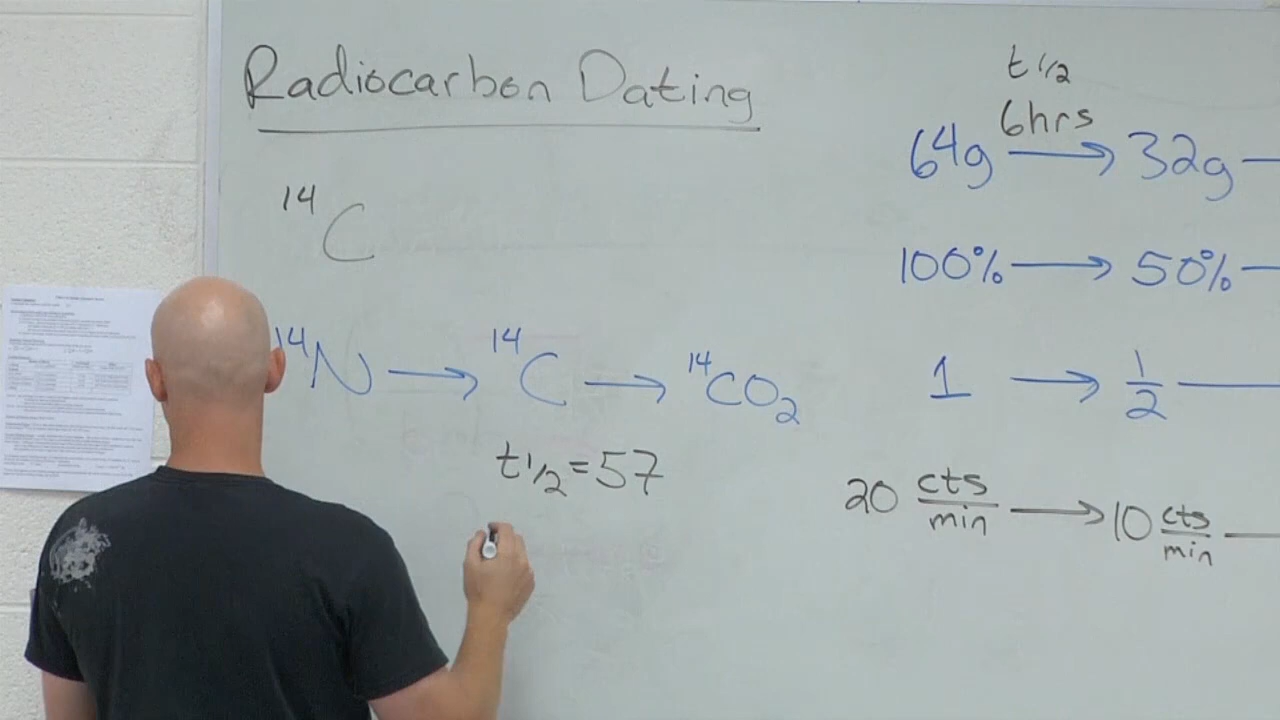 Radiocarbon Dating
14C
14N → 14C → 14CO2
t1/2 = 57
t 1/2
6hrs
64g → 32g
100% → 50%
1 → 1/2
20 cts/min → 10 cts/min